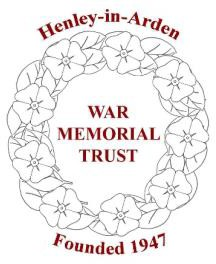 Henley-in-Arden
WAR
MEMORIAL
TRUST
Founded 1947